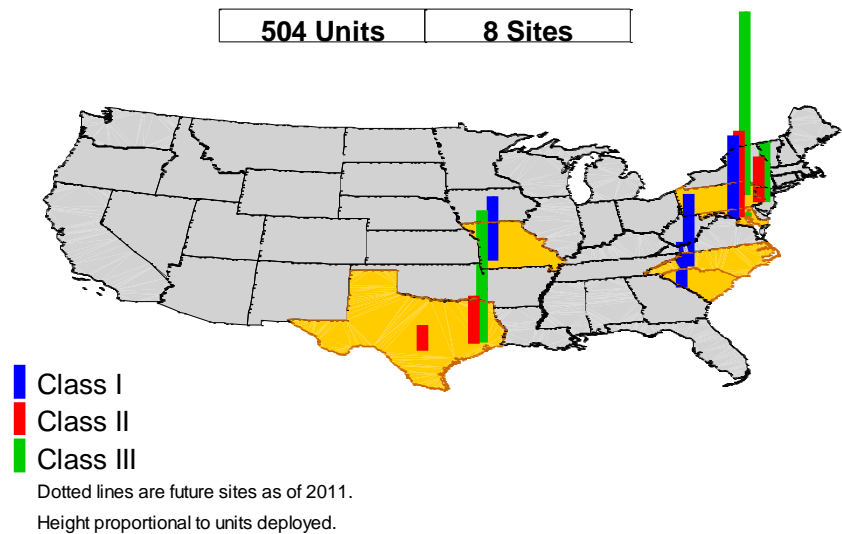 504 Units 8 Sites
Class I
Class II
Class III
Dotted lines are future sites as of 2011.
Height proportional to units deployed.